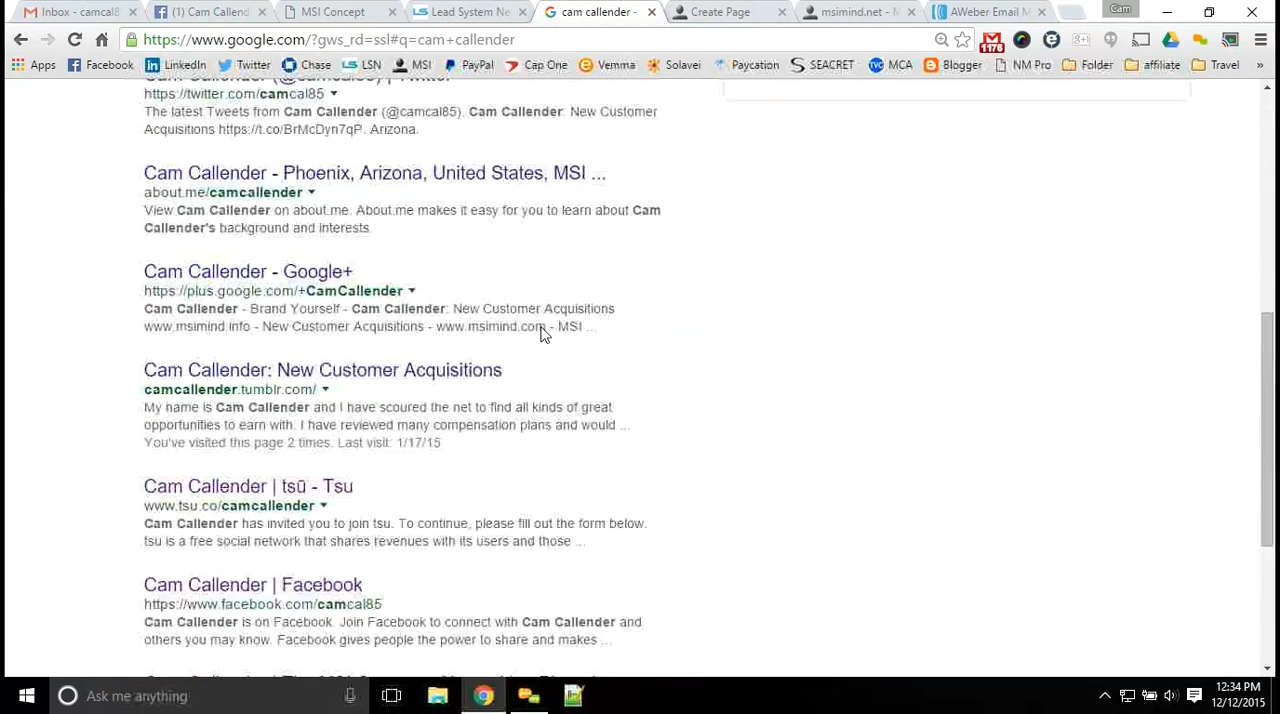 Inbox - camcal8
(1) Cam Callend
MSI Concept
Lead System Ne
cam callender -
Create Page
msimind.net - M
AWeber Email M
Cam
https://www.google.com/?gws_rd=ssl#q=cam+callender
1176
Apps Facebook LinkedIn Twitter Chase LSN MSI PayPal Cap One Vemma Solavei Paycation SEACRET MCA Blogger NM Pro Folder affiliate Travel »
Cam Callender (@camcal85) | Twitter
https://twitter.com/camcal85
The latest Tweets from Cam Callender (@camcal85). Cam Callender: New Customer
Acquisitions https://t.co/BrMcDyn7qP. Arizona.
Cam Callender - Phoenix, Arizona, United States, MSI ...
about.me/camcallender
View Cam Callender on about.me. About.me makes it easy for you to learn about Cam
Callender's background and interests.
Cam Callender - Google+
https://plus.google.com/+CamCallender
Cam Callender - Brand Yourself - Cam Callender: New Customer Acquisitions
www.msimind.info - New Customer Acquisitions - www.msimind.com - MSI ...
Cam Callender: New Customer Acquisitions
camcallender.tumblr.com/
My name is Cam Callender and I have scoured the net to find all kinds of great
opportunities to earn with. I have reviewed many compensation plans and would ...
You've visited this page 2 times. Last visit: 1/17/15
Cam Callender | tsū - Tsu
www.tsu.co/camcallender
Cam Callender has invited you to join tsu. To continue, please fill out the form below.
tsu is a free social network that shares revenues with its users and those ...
Cam Callender | Facebook
https://www.facebook.com/camcal85
Cam Callender is on Facebook. Join Facebook to connect with Cam Callender and
others you may know. Facebook gives people the power to share and makes ...
Ask me anything
12:34 PM
12/12/2015